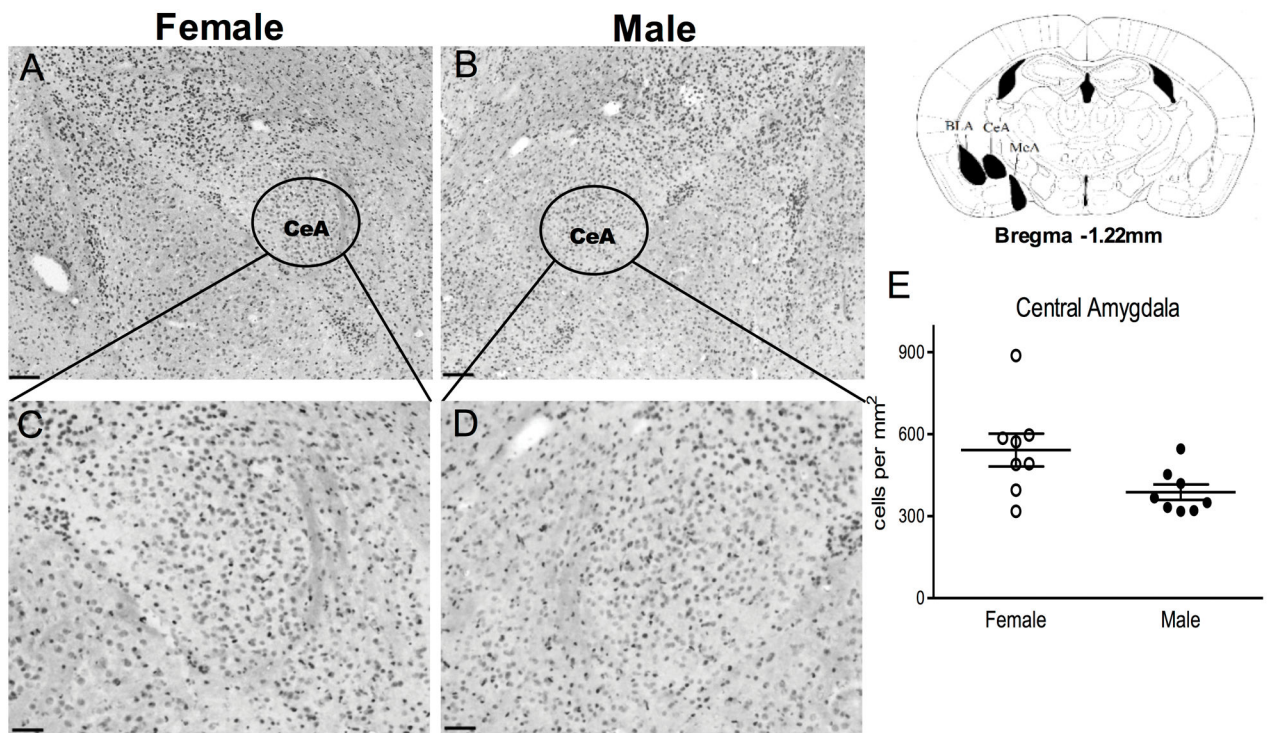 Female
Male
A
B
CeA
CeA
C
D
BLA CeA
MeA
Bregma -1.22mm
E
Central Amygdala
cells per mm²
900
600
300
0
Female
Male